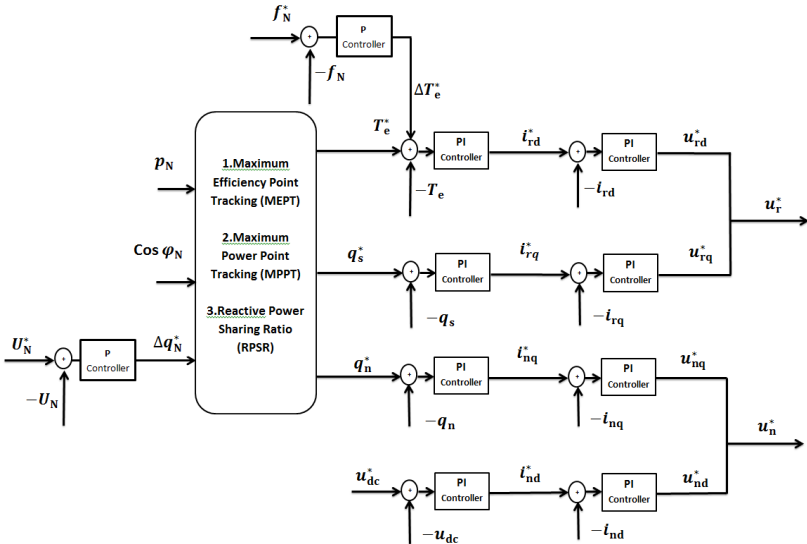 f*N
P
Controller
+
−fN
ΔT*e
T*e
1.Maximum
Efficiency Point
Tracking (MEPT)
2.Maximum
Power Point
Tracking (MPPT)
3.Reactive Power
Sharing Ratio
(RPSR)
pN
Cos φN
U*N
+
−UN
P
Controller
Δq*N
+
−Te
PI
Controller
i*rd
+
−ird
PI
Controller
u*rd
u*r
q*s
+
−qs
PI
Controller
i*rq
+
−irq
PI
Controller
u*rq
q*n
+
−qn
PI
Controller
i*nq
+
−inq
PI
Controller
u*nq
u*n
u*dc
+
−udc
PI
Controller
i*nd
+
−ind
PI
Controller
u*nd